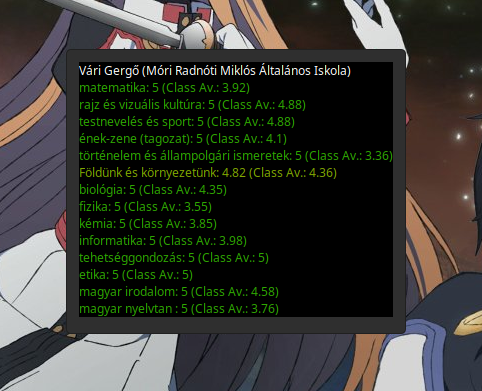 Vári Gergő (Móri Radnóti Miklós Általános Iskola)
matematika: 5 (Class Av.: 3.92)
rajz és vizuális kultúra: 5 (Class Av.: 4.88)
testnevelés és sport: 5 (Class Av.: 4.88)
ének-zene (tagozat): 5 (Class Av.: 4.1)
történelem és állampolgári ismeretek: 5 (Class Av.: 3.36)
Földünk és környezetünk: 4.82 (Class Av.: 4.36)
biológia: 5 (Class Av.: 4.35)
fizika: 5 (Class Av.: 3.55)
kémia: 5 (Class Av.: 3.85)
informatika: 5 (Class Av.: 3.98)
tehetséggondozás: 5 (Class Av.: 5)
etika: 5 (Class Av.: 5)
magyar irodalom: 5 (Class Av.: 4.58)
magyar nyelvtan : 5 (Class Av.: 3.76)